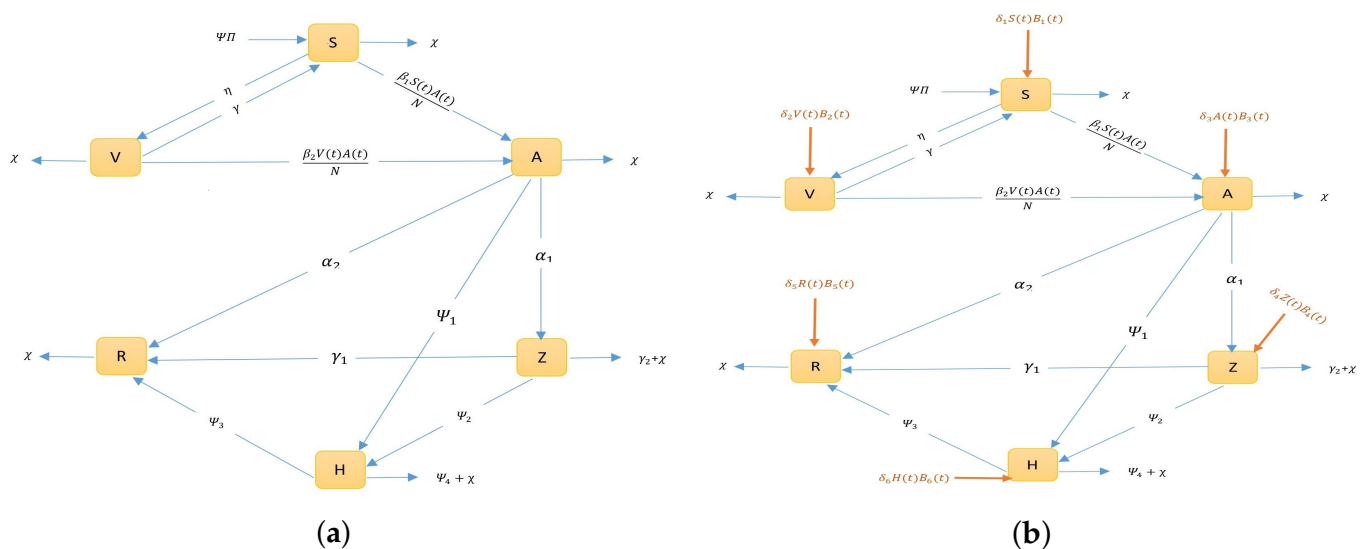 ΨΠ
S
χ
η
γ
β₁S(t)A(t)
N
χ
V
β₂V(t)A(t)
N
A
χ
α₂
α₁
Ψ₁
χ
R
γ₁
Z
γ₂+χ
Ψ₃
Ψ₂
H
Ψ₄ + χ
(a)
δ₁S(t)B₁(t)
ΨΠ
S
χ
δ₂V(t)B₂(t)
δ₃A(t)B₃(t)
η
γ
β₁S(t)A(t)
N
χ
V
β₂V(t)A(t)
N
A
χ
δ₅R(t)B₅(t)
α₂
α₁
δ₄Z(t)B₄(t)
Ψ₁
χ
R
γ₁
Z
γ₂+χ
Ψ₃
Ψ₂
δ₆H(t)B₆(t)
H
Ψ₄ + χ
(b)